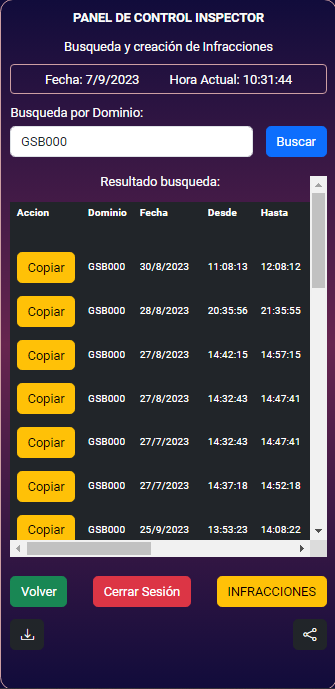 PANEL DE CONTROL INSPECTOR
Busqueda y creación de Infracciones
Fecha: 7/9/2023 Hora Actual: 10:31:44
Busqueda por Dominio:
GSB000 Buscar
Resultado busqueda:
Accion Dominio Fecha Desde Hasta
Copiar GSB000 30/8/2023 11:08:13 12:08:12
Copiar GSB000 28/8/2023 20:35:56 21:35:55
Copiar GSB000 27/8/2023 14:42:15 14:57:15
Copiar GSB000 27/8/2023 14:32:43 14:47:41
Copiar GSB000 27/7/2023 14:32:43 14:47:41
Copiar GSB000 27/7/2023 14:37:18 14:52:18
Copiar GSB000 25/9/2023 13:53:23 14:08:22
Volver Cerrar Sesión INFRACCIONES